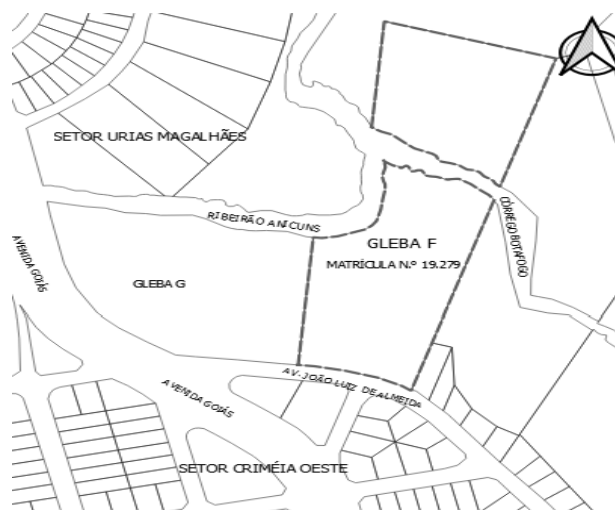 SETOR URIAS MAGALHÃES
RIBEIRÃO ANICUNS
CÓRREGO BOTAFOGO
AVENIDA GOIÁS
GLEBA F
MATRÍCULA N.º 19.279
GLEBA G
AV. JOÃO LUIZ DE ALMEIDA
AVENIDA GOIÁS
SETOR CRIMÉIA OESTE